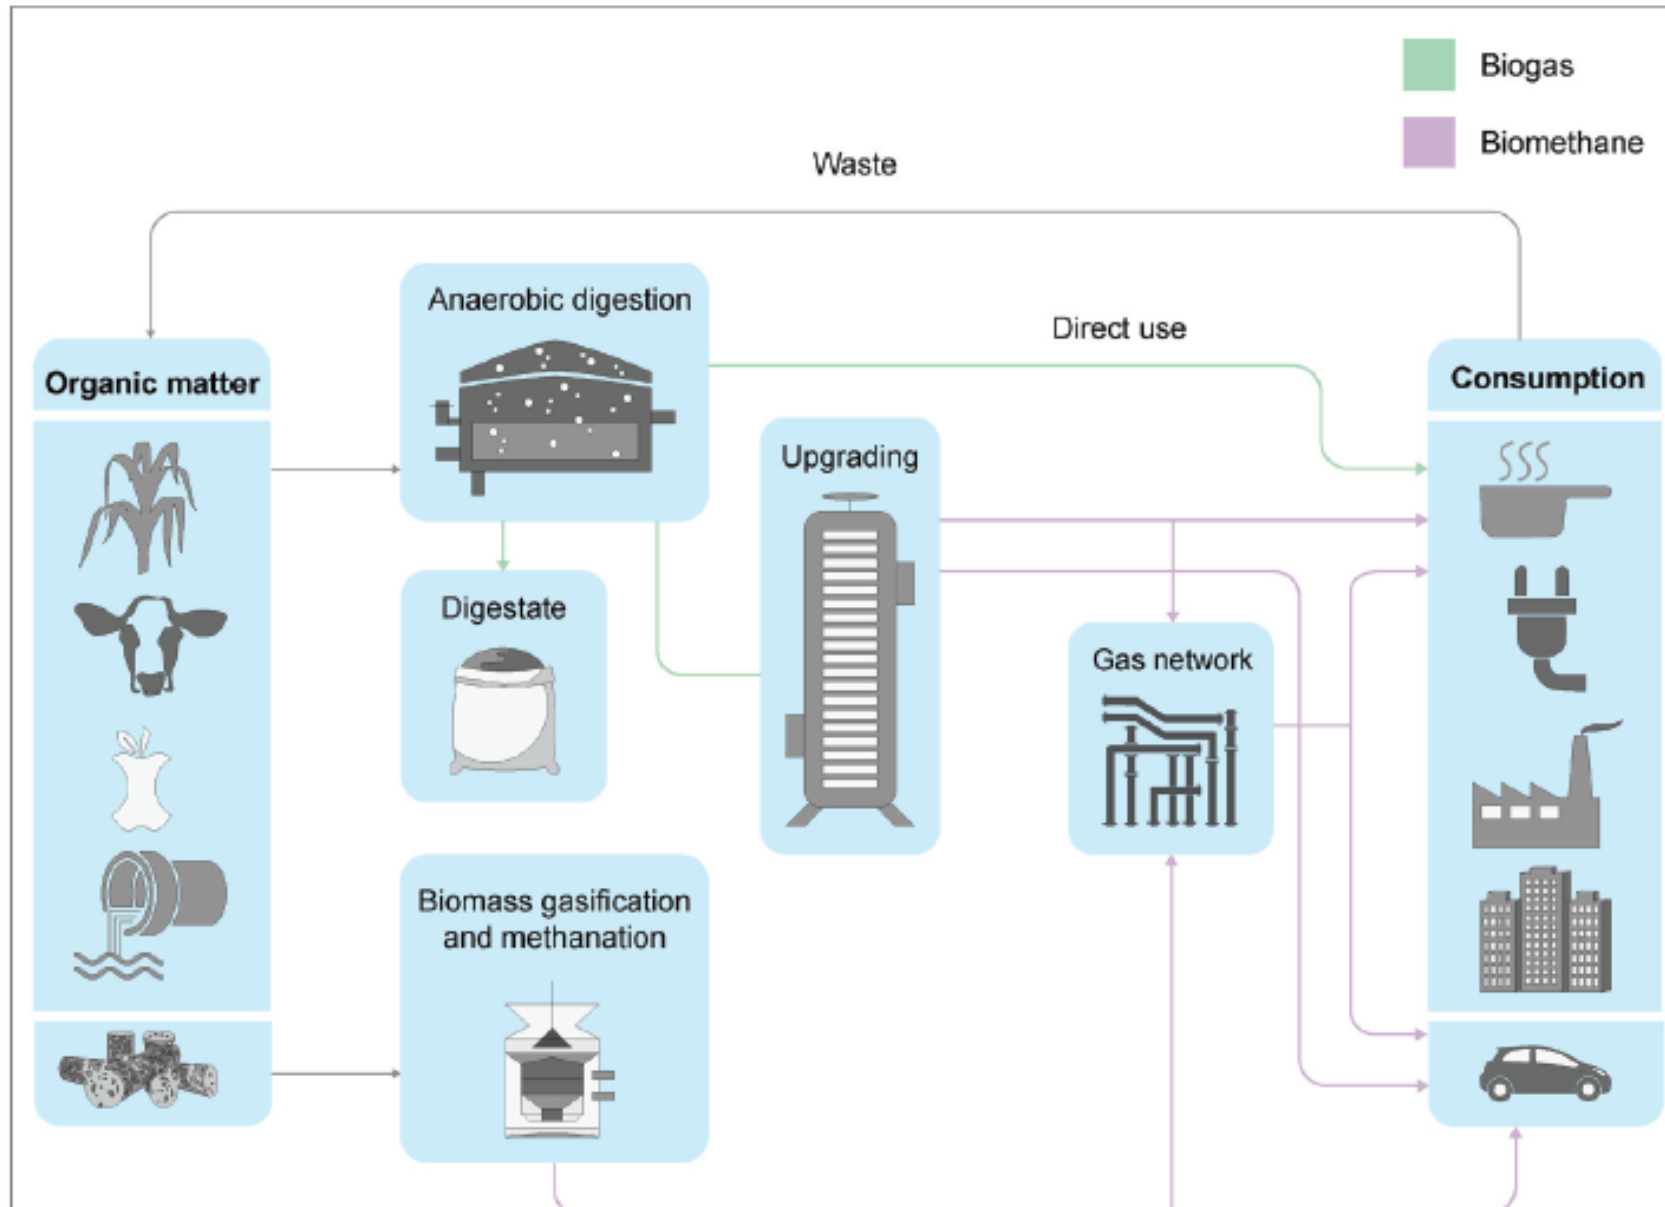 Biogas
Biomethane
Waste
Anaerobic digestion
Direct use
Organic matter
Consumption
Upgrading
Digestate
Gas network
Biomass gasification
and methanation